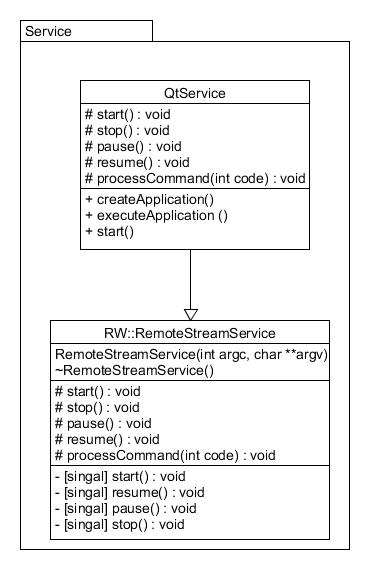 Service
QtService
# start() : void
# stop() : void
# pause() : void
# resume() : void
# processCommand(int code) : void
+ createApplication()
+ executeApplication ()
+ start()
RW::RemoteStreamService
RemoteStreamService(int argc, char **argv)
~RemoteStreamService()
# start() : void
# stop() : void
# pause() : void
# resume() : void
# processCommand(int code) : void
- [singal] start() : void
- [singal] resume() : void
- [singal] pause() : void
- [singal] stop() : void